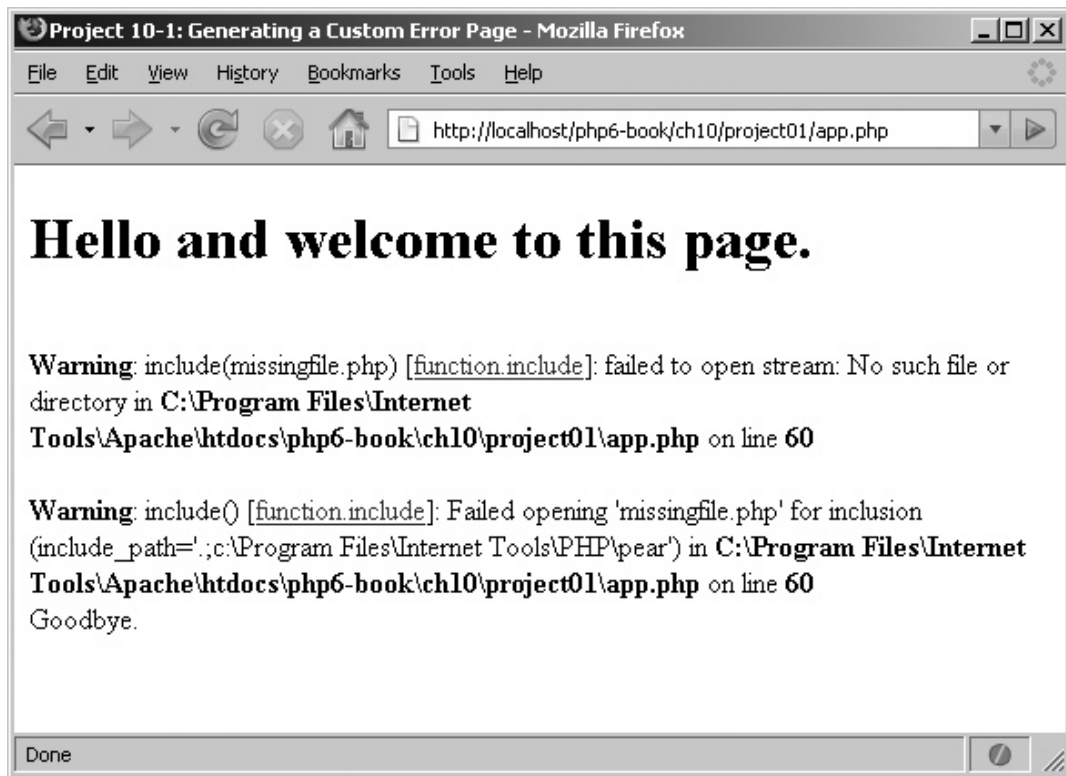 Project 10-1: Generating a Custom Error Page - Mozilla Firefox
File Edit View History Bookmarks Tools Help
http://localhost/php6-book/ch10/project01/app.php
Hello and welcome to this page.
Warning: include(missingfile.php) [function.include]: failed to open stream: No such file or
directory in C:\Program Files\Internet
Tools\Apache\htdocs\php6-book\ch10\project01\app.php on line 60
Warning: include() [function.include]: Failed opening 'missingfile.php' for inclusion
(include_path='.;c:\Program Files\Internet Tools\PHP\pear') in C:\Program Files\Internet
Tools\Apache\htdocs\php6-book\ch10\project01\app.php on line 60
Goodbye.
Done